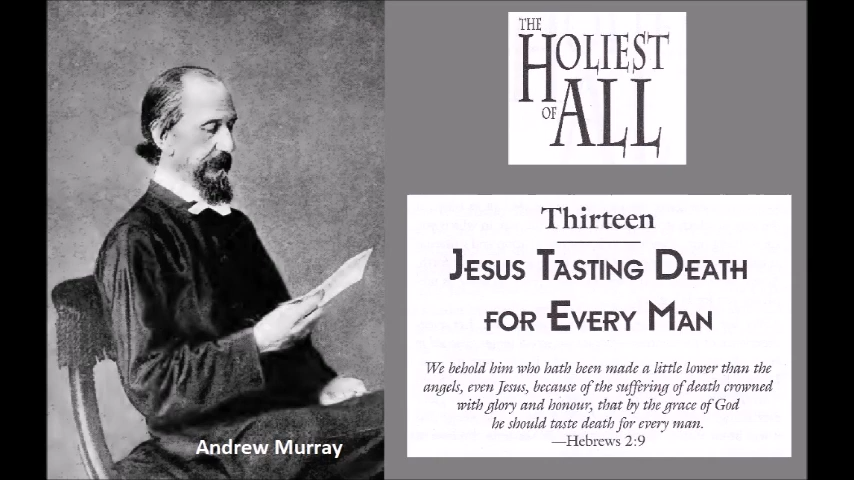 THE
HOLIEST
OF ALL
Thirteen
JESUS TASTING DEATH
FOR EVERY MAN
We behold him who hath been made a little lower than the
angels, even Jesus, because of the suffering of death crowned
with glory and honour, that by the grace of God
he should taste death for every man.
—Hebrews 2:9
Andrew Murray